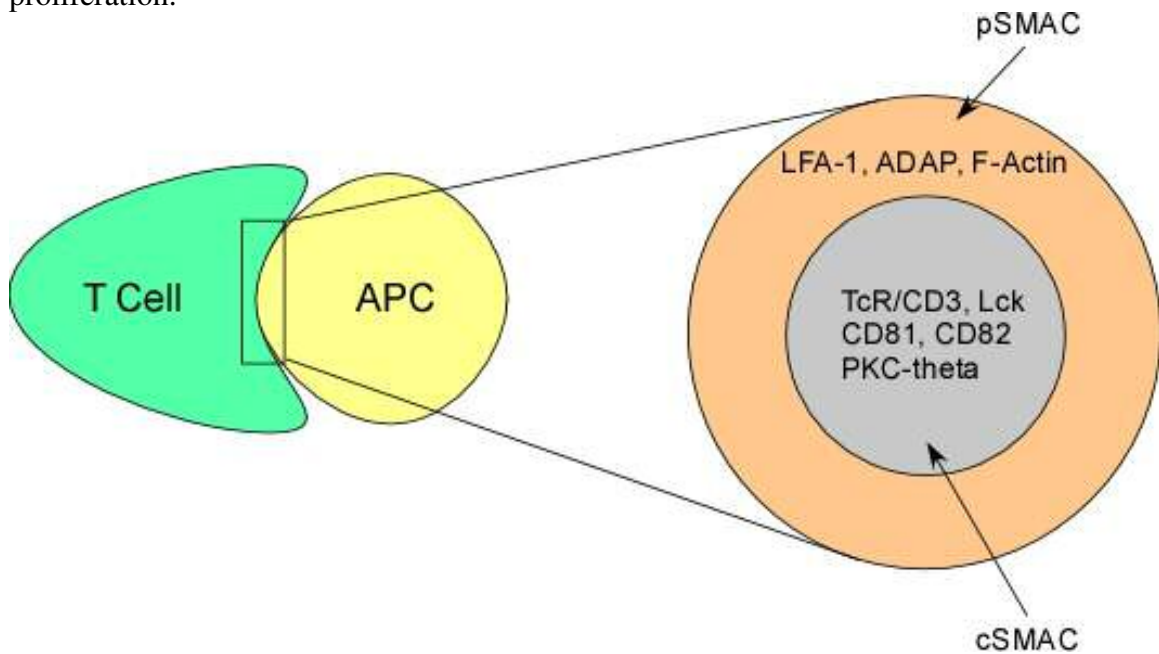 proliferation.
pSMAC
LFA-1, ADAP, F-Actin
T Cell
APC
TcR/CD3, Lck
CD81, CD82
PKC-theta
cSMAC